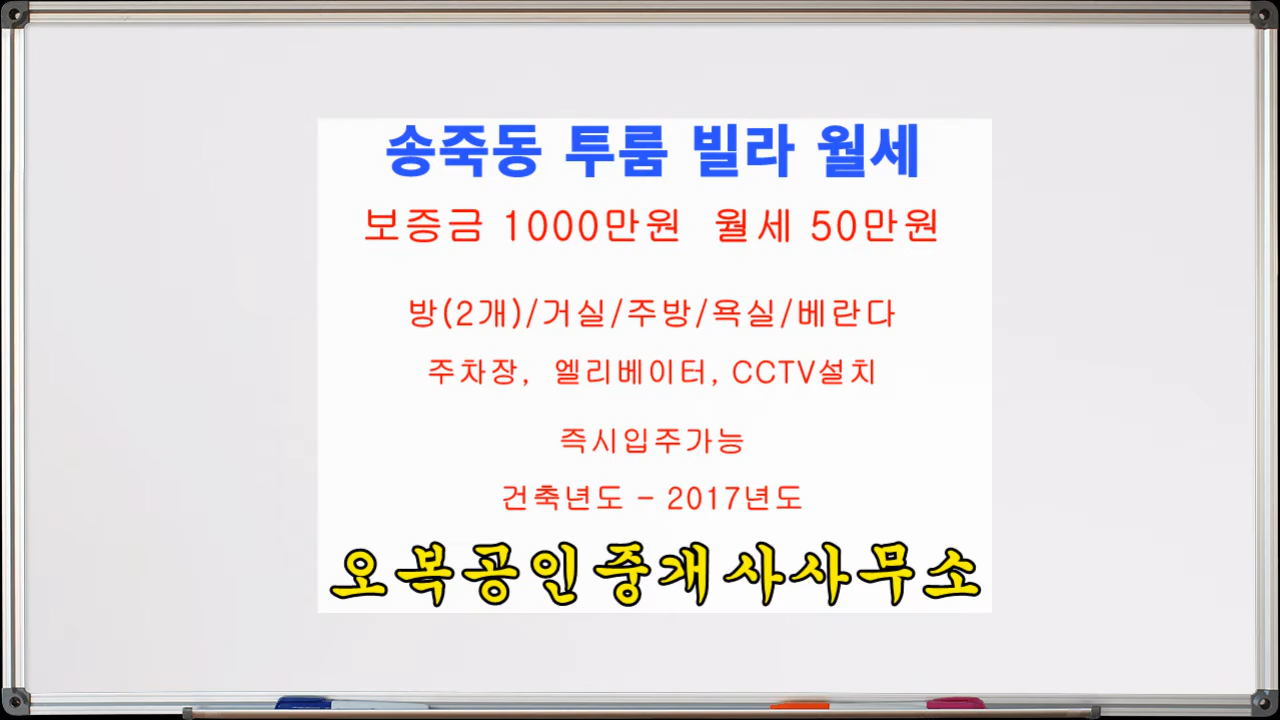 송죽동 투룸 빌라 월세
보증금 1000만원 월세 50만원
방(2개)/거실/주방/욕실/베란다
주차장, 엘리베이터, CCTV설치
즉시입주가능
건축년도 - 2017년도
오복공인중개사사무소